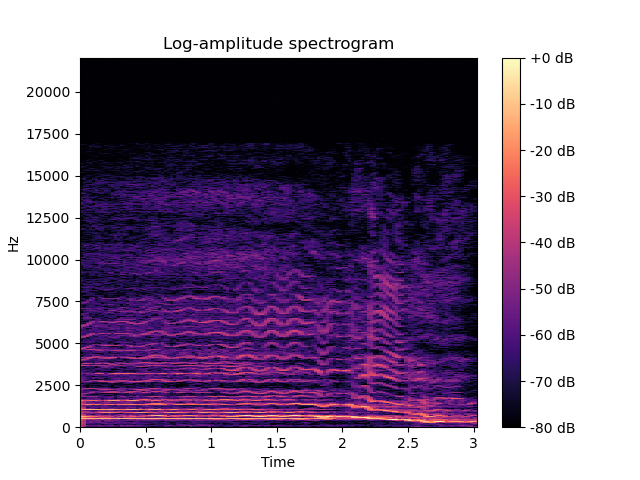 Log-amplitude spectrogram
20000
17500
15000
12500
10000
7500
5000
2500
0
Hz
0 0.5 1 1.5 2 2.5 3
Time
+0 dB
-10 dB
-20 dB
-30 dB
-40 dB
-50 dB
-60 dB
-70 dB
-80 dB